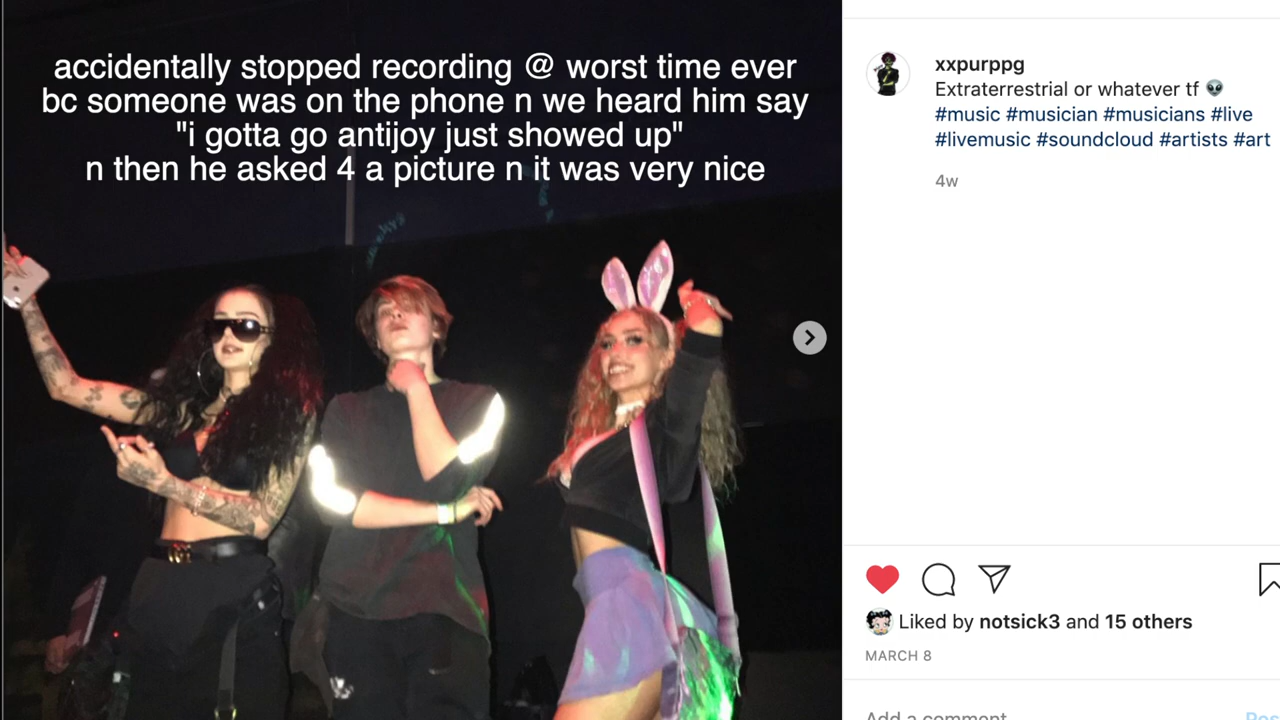 accidentally stopped recording @ worst time ever
bc someone was on the phone n we heard him say
"i gotta go antijoy just showed up"
n then he asked 4 a picture n it was very nice
xxpurppg
Extraterrestrial or whatever tf 👽
#music #musician #musicians #live
#livemusic #soundcloud #artists #art
4w
Liked by notsick3 and 15 others
MARCH 8
Add a comment